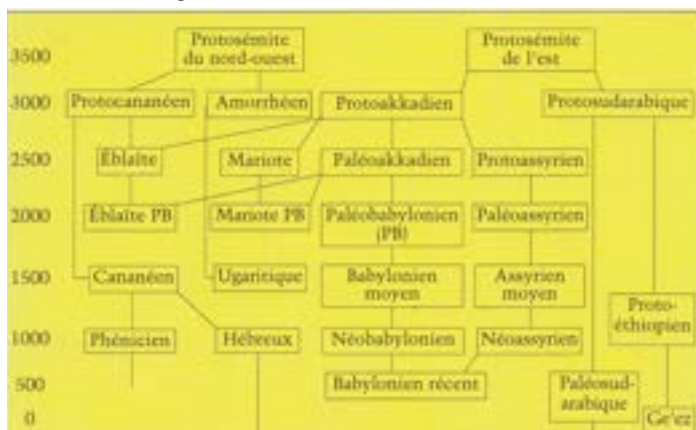 Protosémite
du nord-ouest
Protosémite
de l'est
3500
3000
Protocananéen
Amorrhéen
Protoakkadien
Protosudarabique
2500
Éblaïte
Mariote
Paléoakkadien
Protoassyrien
2000
Éblaïte PB
Mariote PB
Paléobabylonien
(PB)
Paléoassyrien
1500
Cananéen
Ugaritique
Babylonien
moyen
Assyrien
moyen
Proto-
éthiopien
1000
Phénicien
Hébreux
Néobabylonien
Néoassyrien
500
Babylonien récent
Paléosud-
arabique
0
Ge'ez